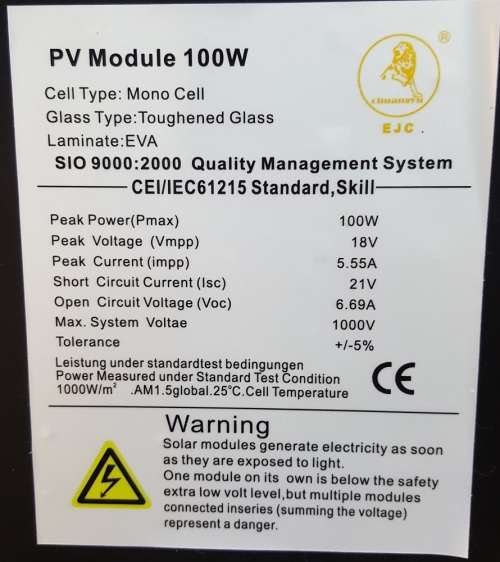 PV Module 100W
®
Cell Type: Mono Cell
Glass Type:Toughened Glass
Laminate:EVA
EJC
SIO 9000:2000 Quality Management System
CEI/IEC61215 Standard,Skill
Peak Power(Pmax) 100W
Peak Voltage (Vmpp) 18V
Peak Current (impp) 5.55A
Short Circuit Current (Isc) 21V
Open Circuit Voltage (Voc) 6.69A
Max. System Voltae 1000V
Tolerance +/-5%
Leistung under standardtest bedingungen
Power Measured under Standard Test Condition
1000W/m² .AM1.5global.25°C.Cell Temperature
CE
Warning
Solar modules generate electricity as soon
as they are exposed to light.
One module on its own is below the safety
extra low volt level,but multiple modules
connected inseries (summing the voltage)
represent a danger.